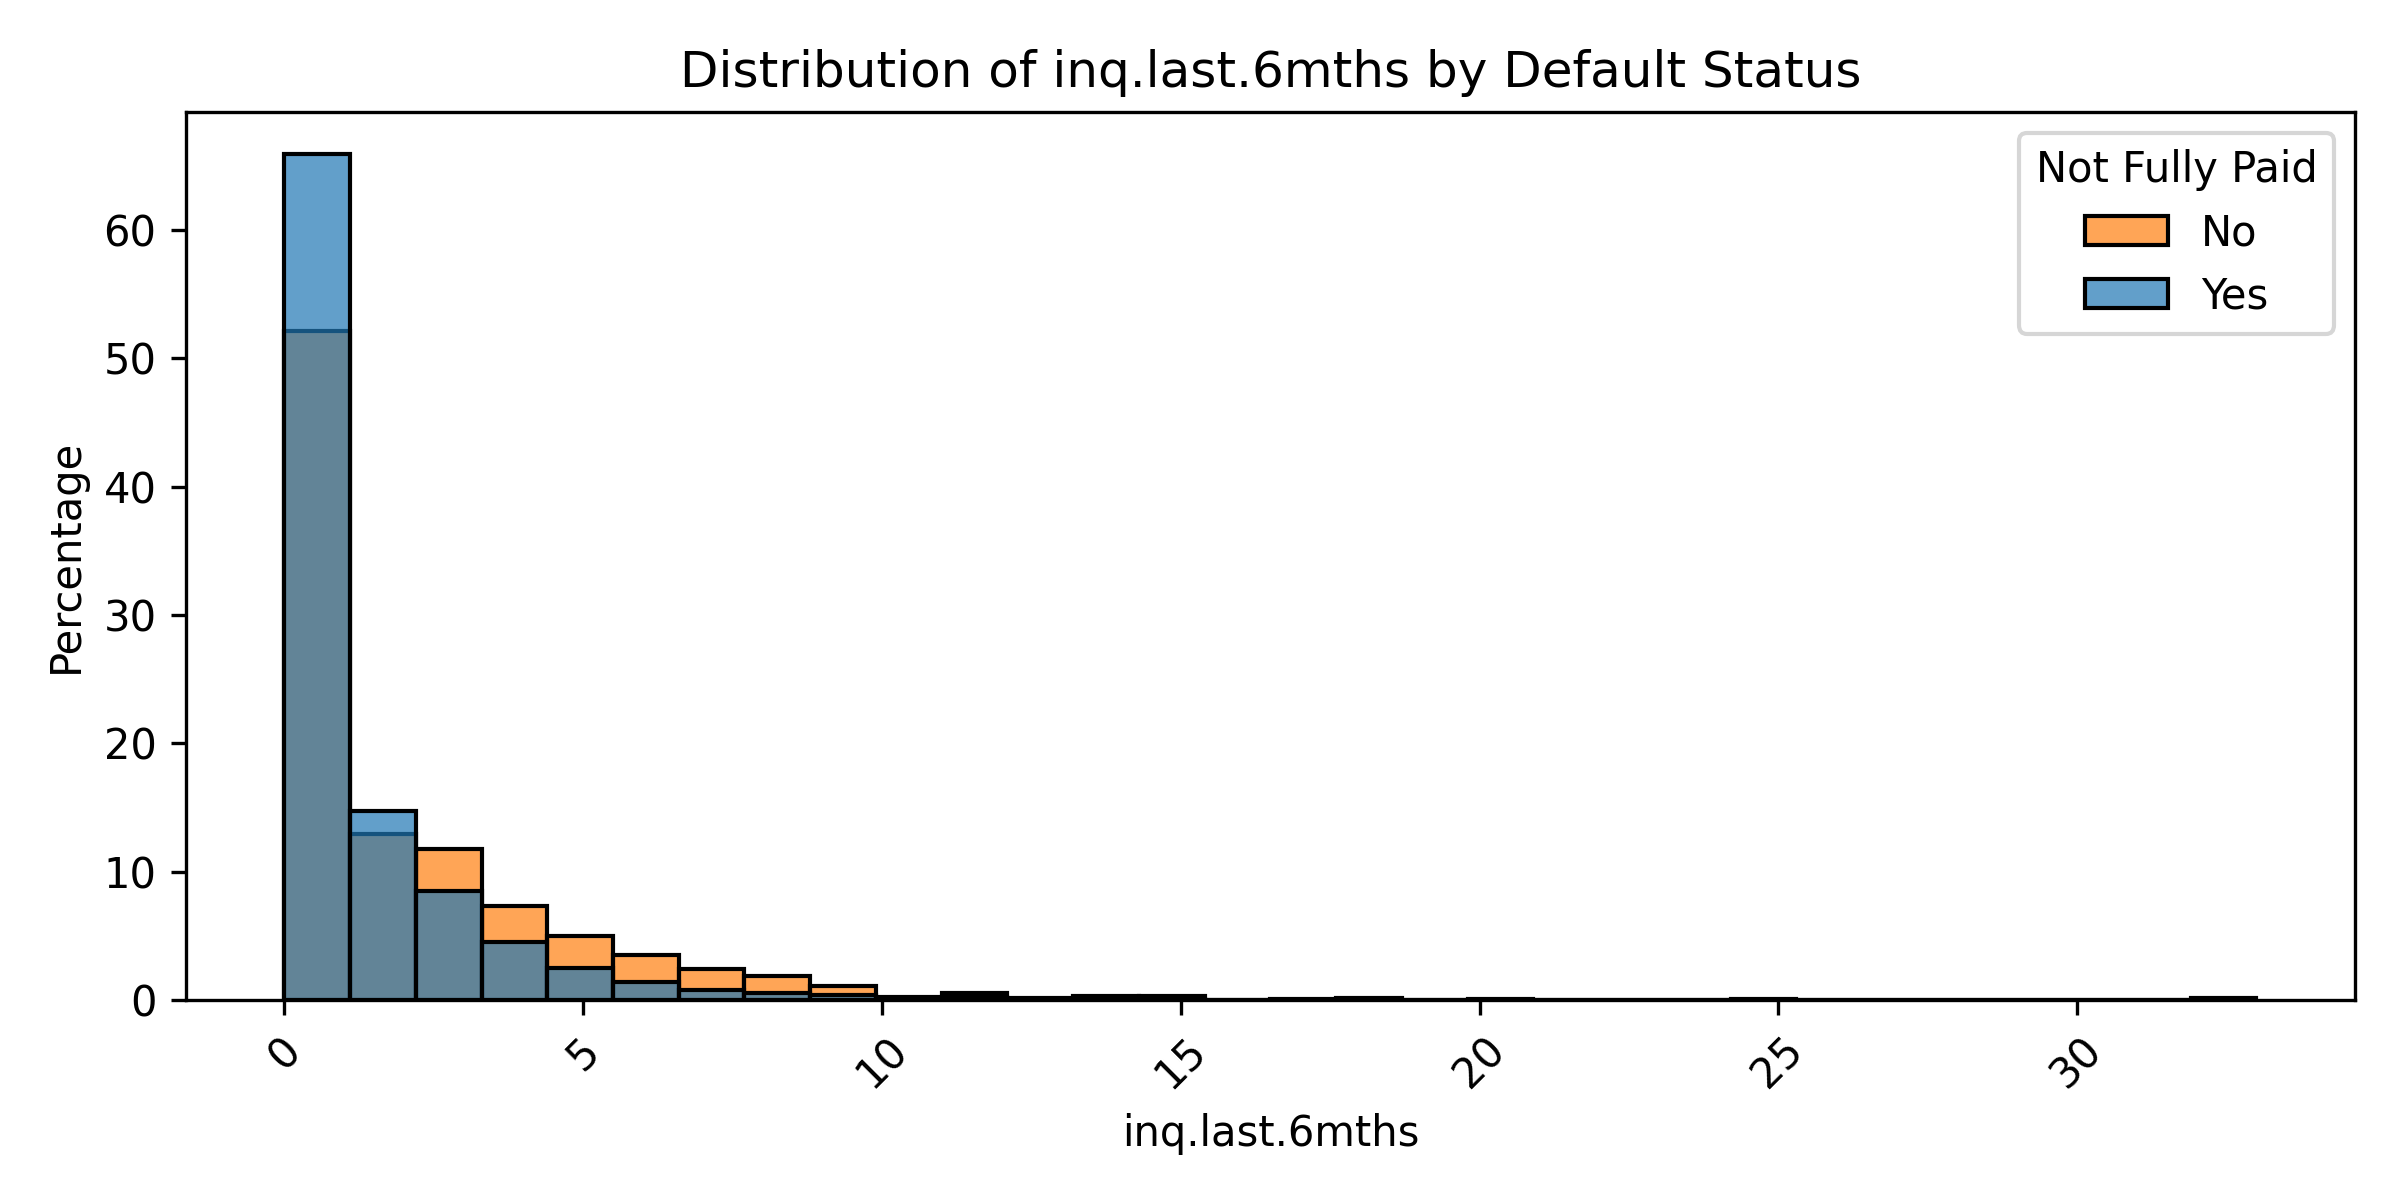 Distribution of inq.last.6mths by Default Status
Not Fully Paid
No
Yes
Percentage
60
50
40
30
20
10
0
0 5 10 15 20 25 30
inq.last.6mths